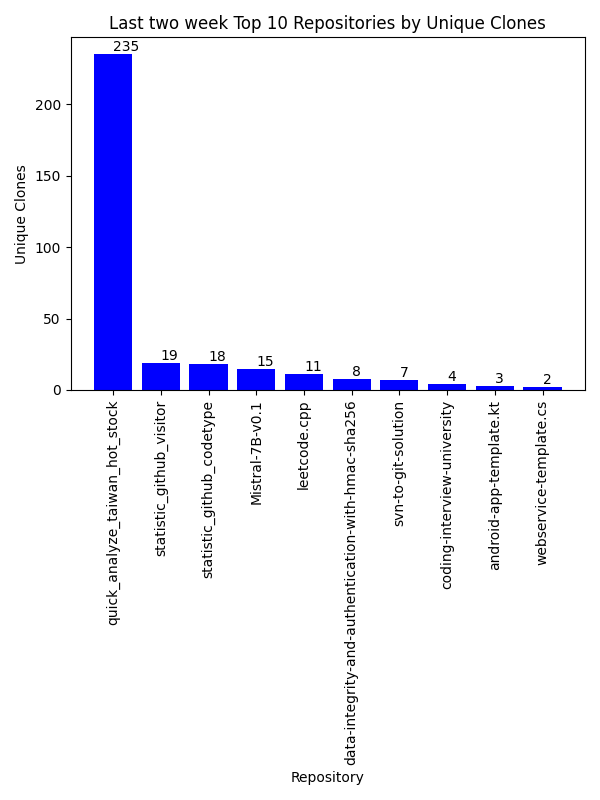 Last two week Top 10 Repositories by Unique Clones
Unique Clones
200
150
100
50
0
235
19
18
15
11
8
7
4
3
2
quick_analyze_taiwan_hot_stock
statistic_github_visitor
statistic_github_codetype
Mistral-7B-v0.1
leetcode.cpp
data-integrity-and-authentication-with-hmac-sha256
svn-to-git-solution
coding-interview-university
android-app-template.kt
webservice-template.cs
Repository